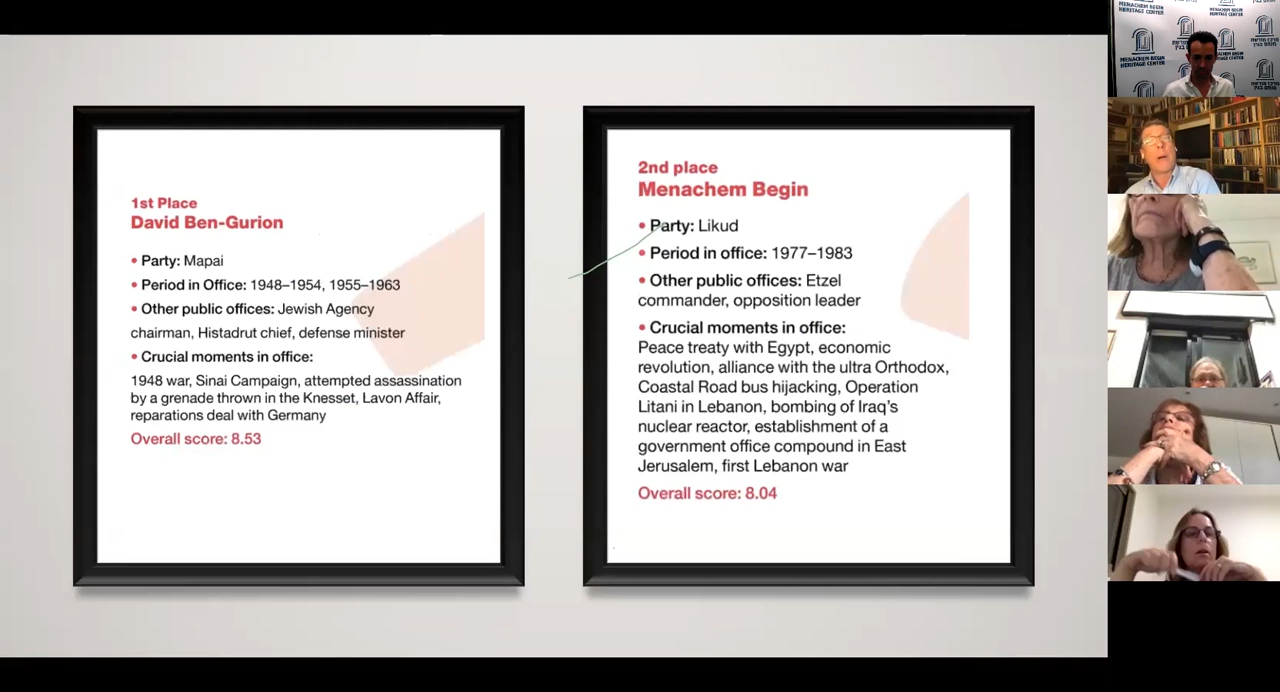 1st Place
David Ben-Gurion
• Party: Mapai
• Period in Office: 1948–1954, 1955–1963
• Other public offices: Jewish Agency
chairman, Histadrut chief, defense minister
• Crucial moments in office:
1948 war, Sinai Campaign, attempted assassination
by a grenade thrown in the Knesset, Lavon Affair,
reparations deal with Germany
Overall score: 8.53
2nd place
Menachem Begin
• Party: Likud
• Period in office: 1977–1983
• Other public offices: Etzel
commander, opposition leader
• Crucial moments in office:
Peace treaty with Egypt, economic
revolution, alliance with the ultra Orthodox,
Coastal Road bus hijacking, Operation
Litani in Lebanon, bombing of Iraq's
nuclear reactor, establishment of a
government office compound in East
Jerusalem, first Lebanon war
Overall score: 8.04
MENACHEM BEGIN
HERITAGE CENTER
MENACHEM BEGIN
HERITAGE CENTER